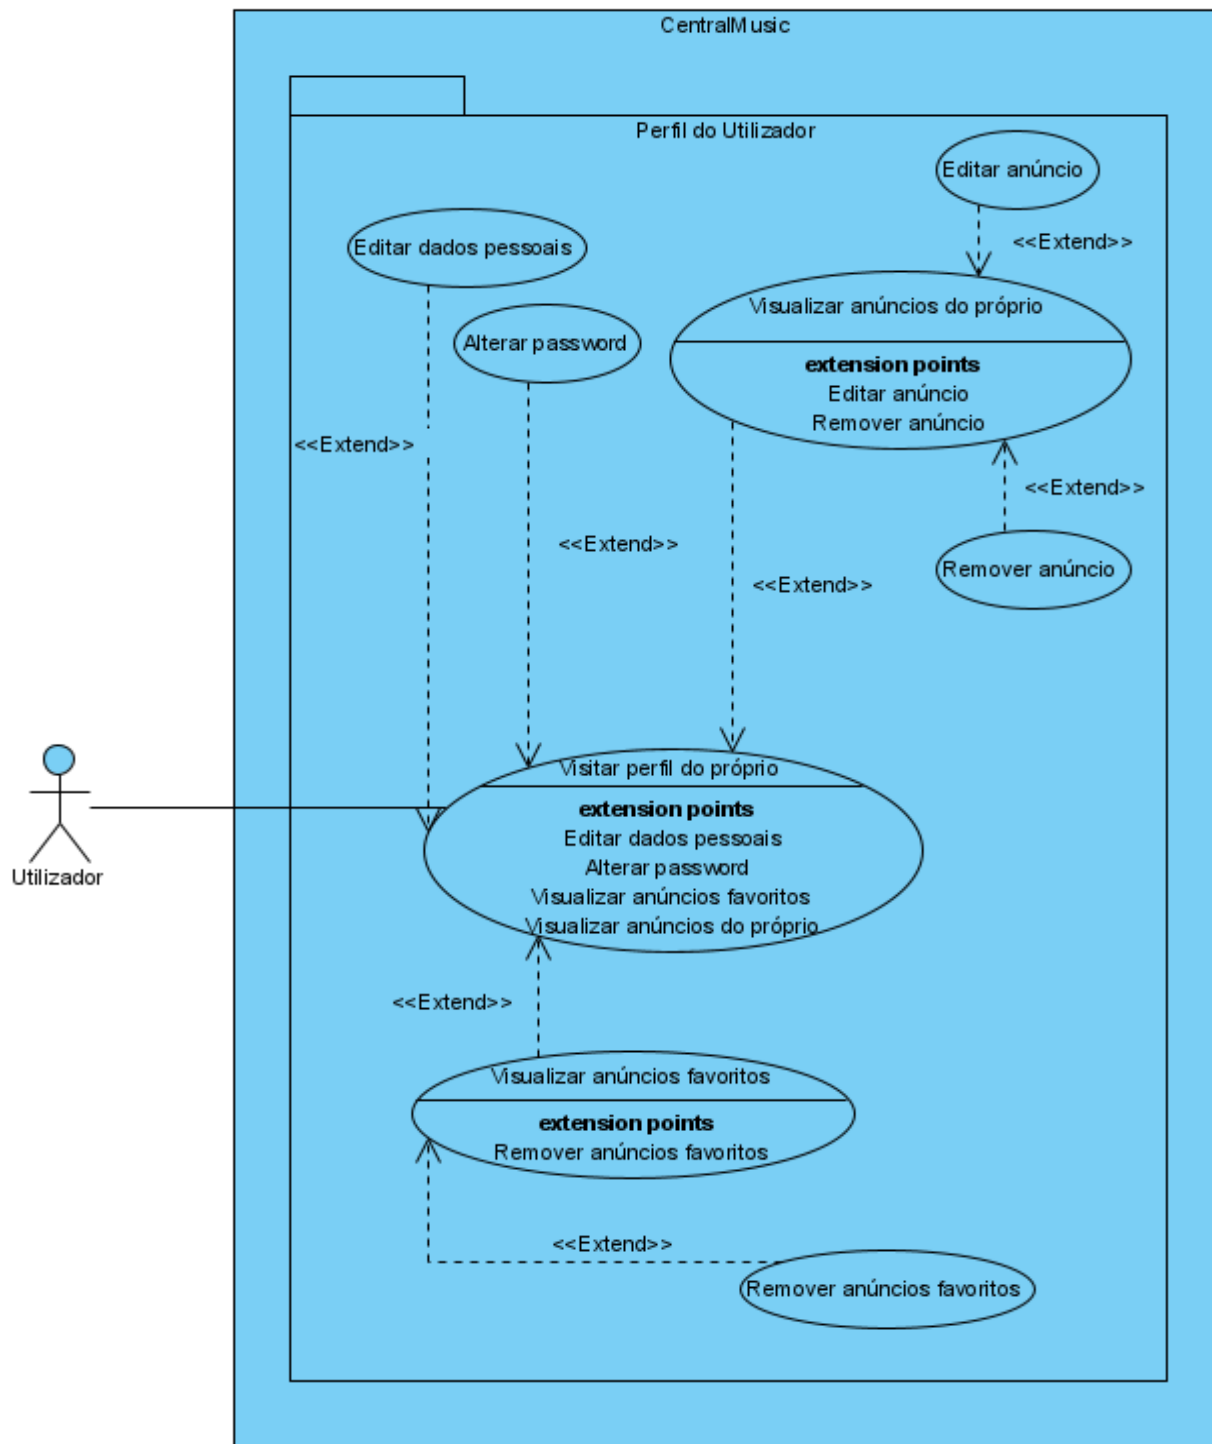 CentralMusic
Perfil do Utilizador
Editar anúncio
<<Extend>>
Editar dados pessoais
Visualizar anúncios do próprio
extension points
Editar anúncio
Remover anúncio
Alterar password
<<Extend>>
<<Extend>>
Remover anúncio
<<Extend>>
<<Extend>>
Visitar perfil do próprio
extension points
Editar dados pessoais
Alterar password
Visualizar anúncios favoritos
Visualizar anúncios do próprio
Utilizador
<<Extend>>
Visualizar anúncios favoritos
extension points
Remover anúncios favoritos
<<Extend>>
Remover anúncios favoritos